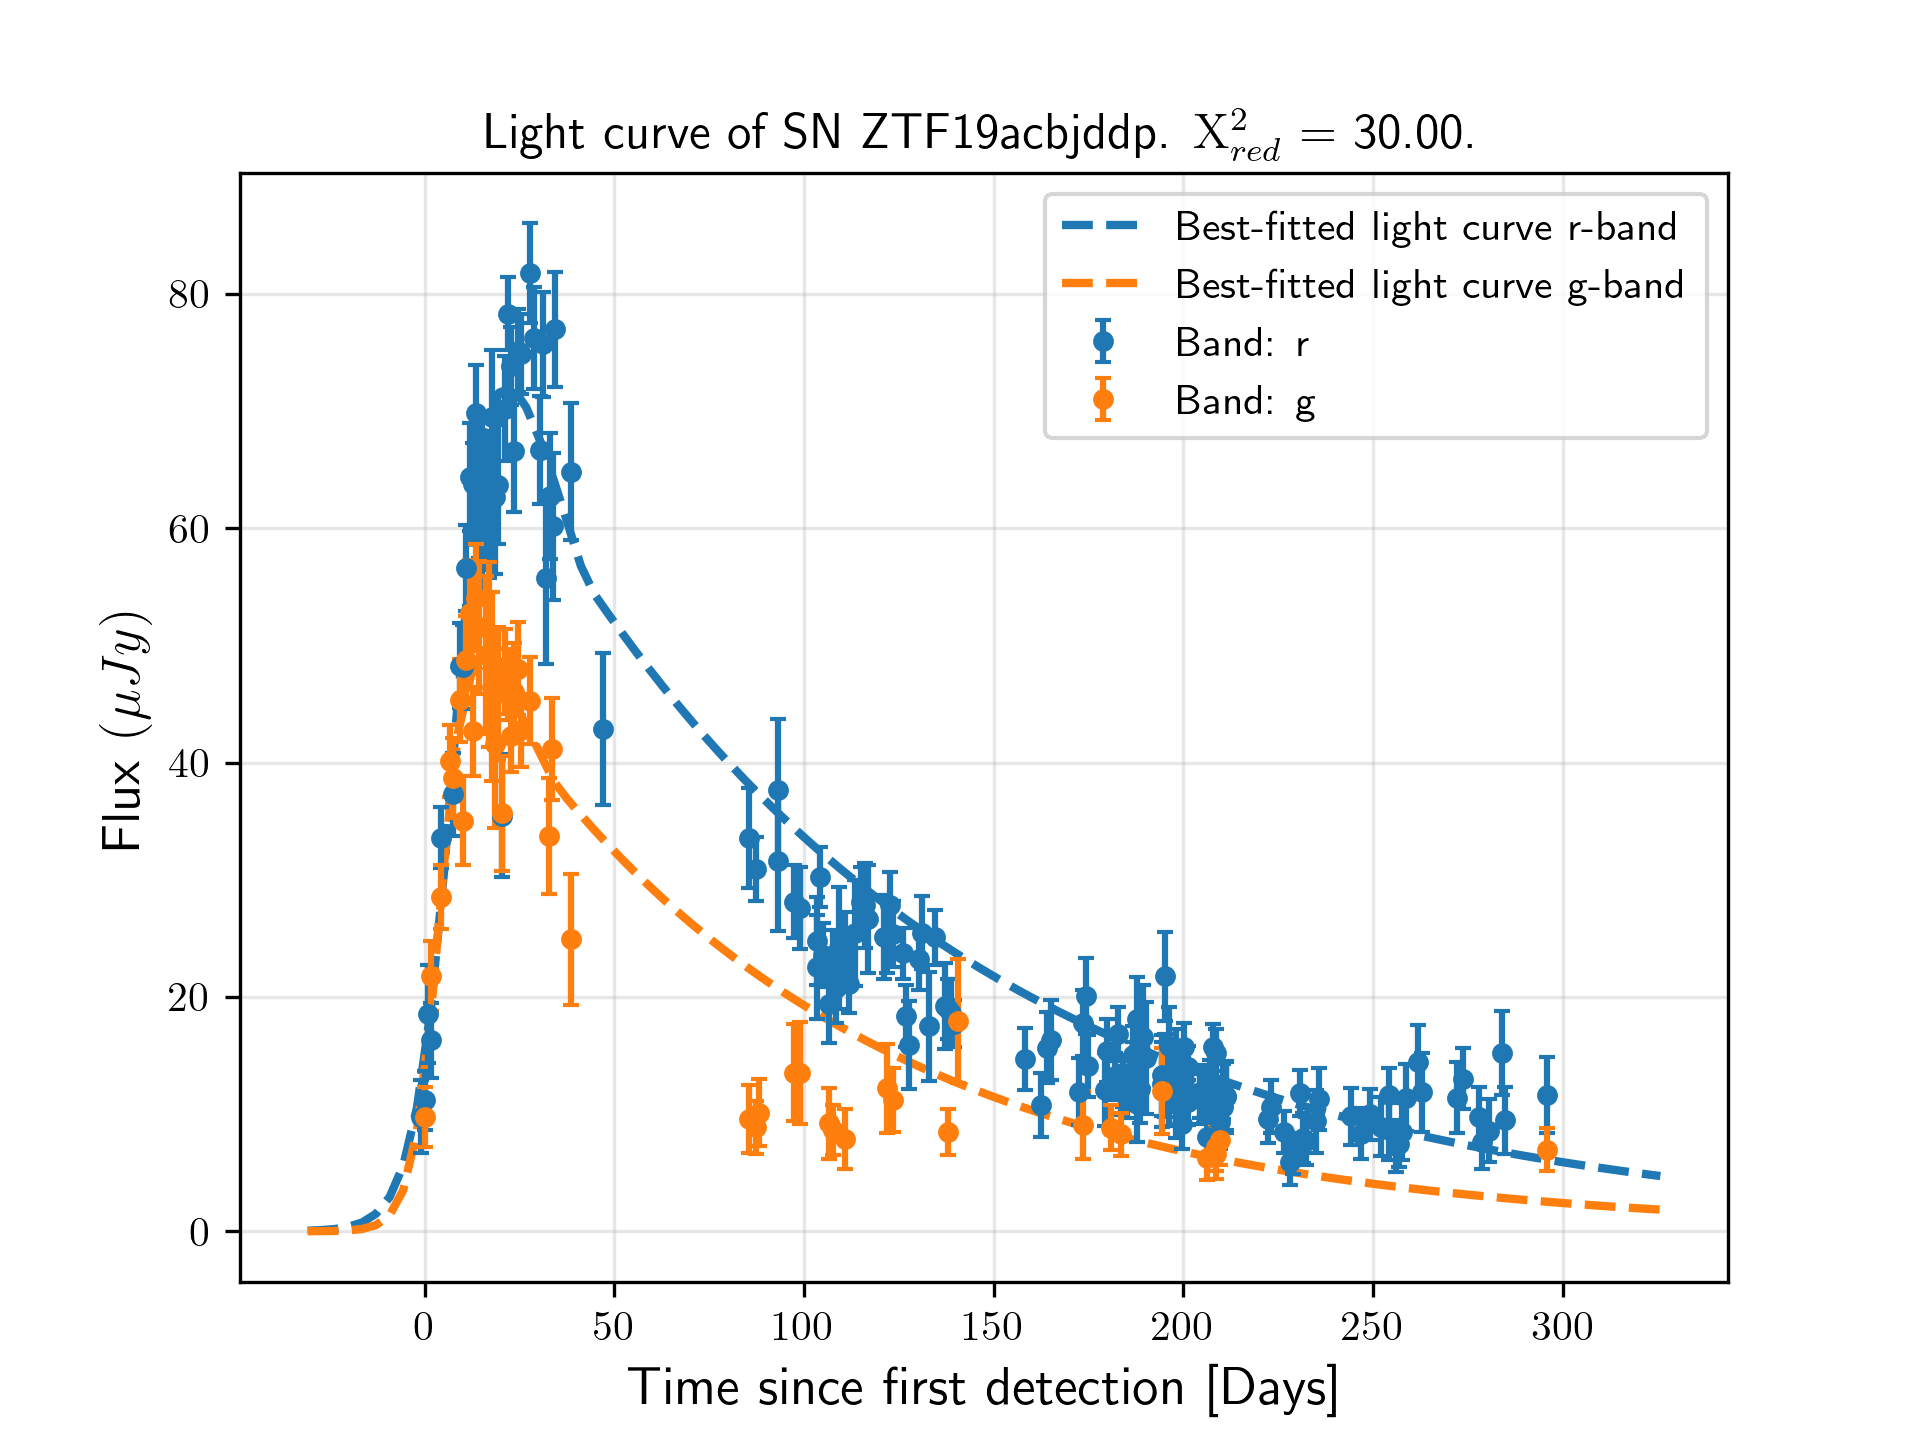 Light curve of SN ZTF19acbjddp. X²_red = 30.00.
Best-fitted light curve r-band
Best-fitted light curve g-band
Band: r
Band: g
Flux (μJy)
80
60
40
20
0
0 50 100 150 200 250 300
Time since first detection [Days]